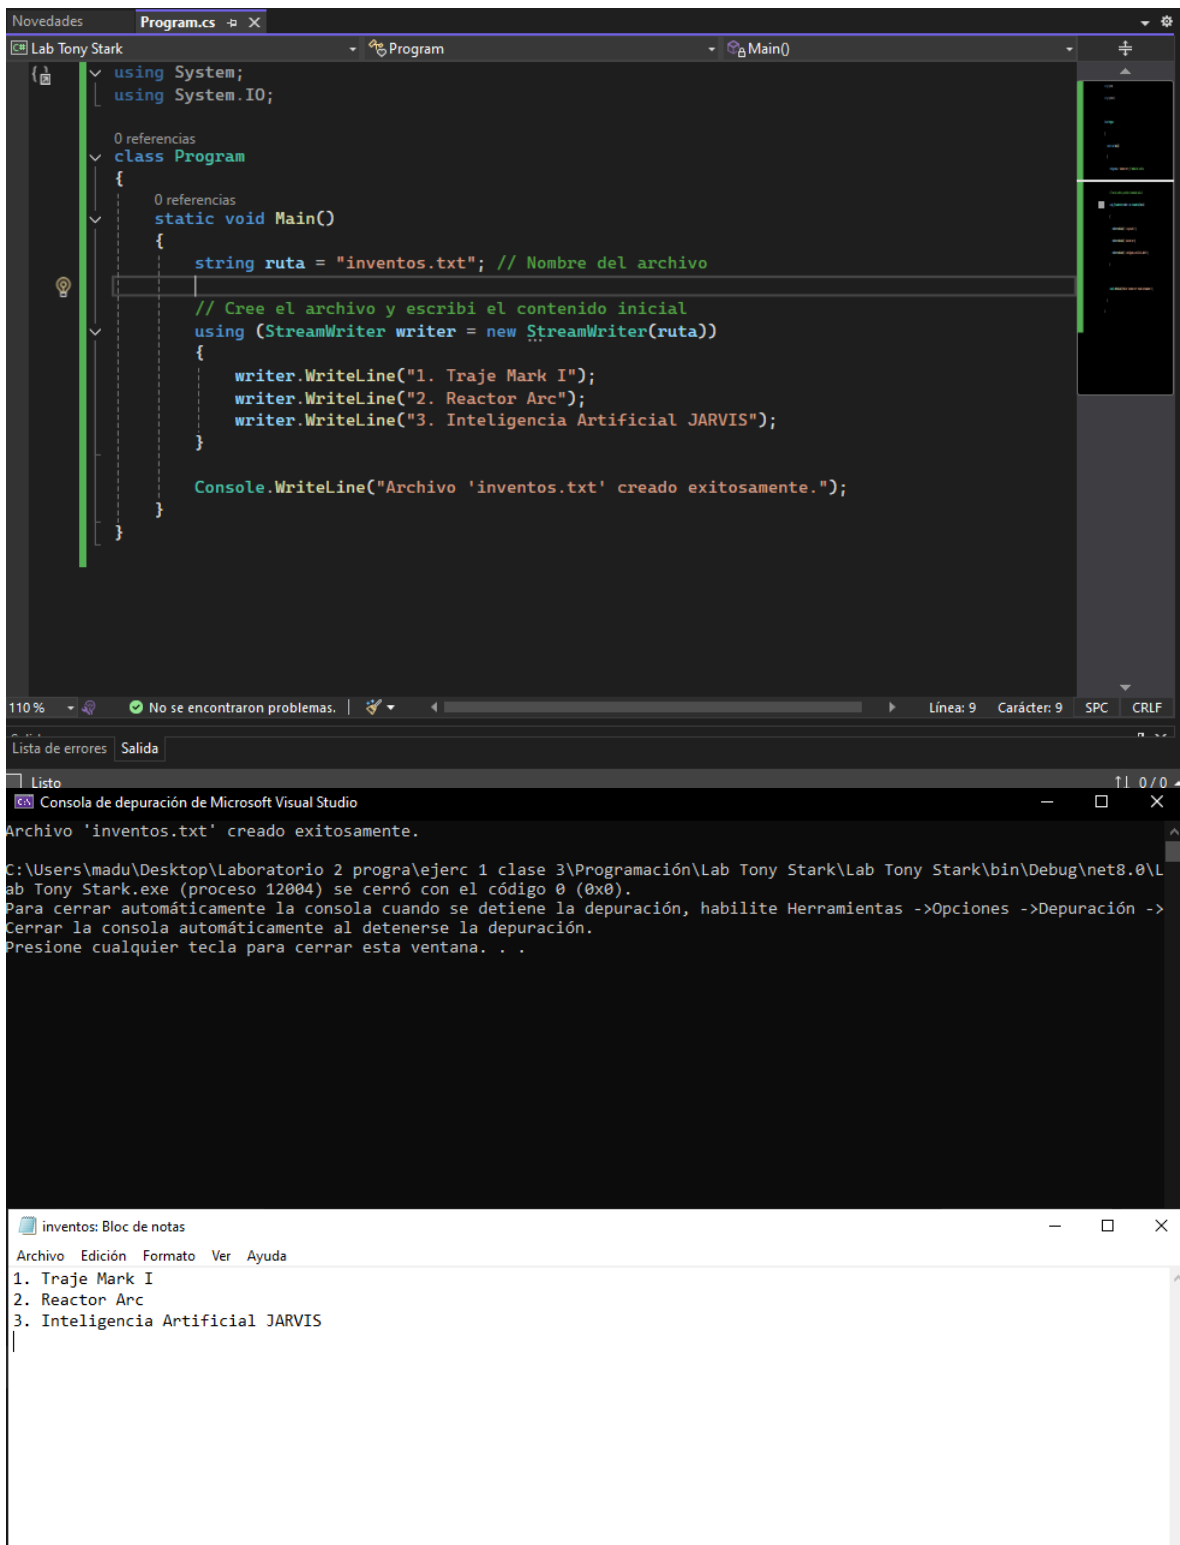 Novedades Program.cs
C# Lab Tony Stark Program Main()
using System;
using System.IO;
0 referencias
class Program
{
0 referencias
static void Main()
{
string ruta = "inventos.txt"; // Nombre del archivo
// Cree el archivo y escribi el contenido inicial
using (StreamWriter writer = new StreamWriter(ruta))
{
writer.WriteLine("1. Traje Mark I");
writer.WriteLine("2. Reactor Arc");
writer.WriteLine("3. Inteligencia Artificial JARVIS");
}
Console.WriteLine("Archivo 'inventos.txt' creado exitosamente.");
}
}
110 % No se encontraron problemas. Línea: 9 Carácter: 9 SPC CRLF
Lista de errores Salida
Listo 0 / 0
Consola de depuración de Microsoft Visual Studio
Archivo 'inventos.txt' creado exitosamente.
C:\Users\madu\Desktop\Laboratorio 2 progra\ejerc 1 clase 3\Programación\Lab Tony Stark\Lab Tony Stark\bin\Debug\net8.0\L
ab Tony Stark.exe (proceso 12004) se cerró con el código 0 (0x0).
Para cerrar automáticamente la consola cuando se detiene la depuración, habilite Herramientas ->Opciones ->Depuración ->
Cerrar la consola automáticamente al detenerse la depuración.
Presione cualquier tecla para cerrar esta ventana. . .
inventos: Bloc de notas
Archivo Edición Formato Ver Ayuda
1. Traje Mark I
2. Reactor Arc
3. Inteligencia Artificial JARVIS